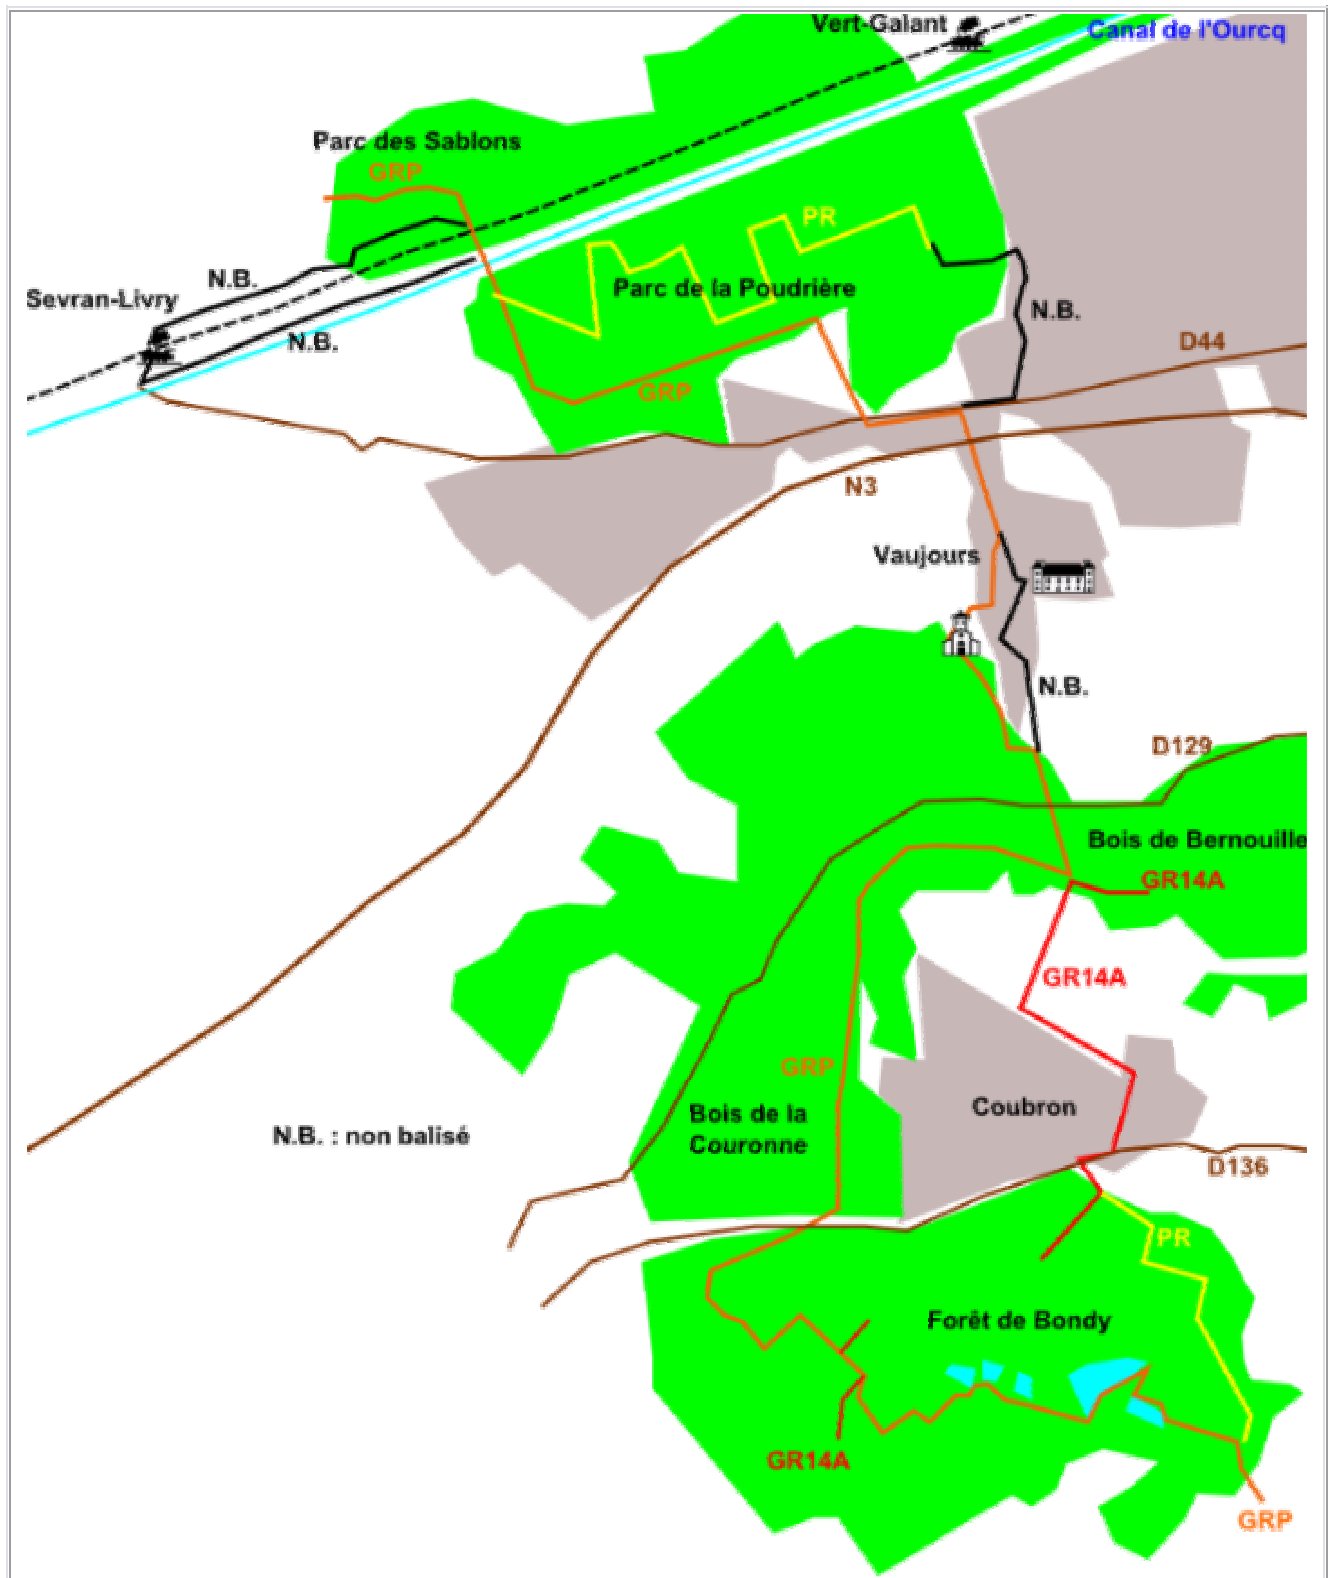 Vert-Galant
Canal de l'Ourcq
Parc des Sablons
GRP
PR
N.B.
Sevran-Livry
Parc de la Poudrière
N.B.
N.B.
D44
GRP
N3
Vaujours
N.B.
D129
Bois de Bernouille
GR14A
GR14A
GRP
Bois de la
Couronne
Coubron
N.B. : non balisé
D136
PR
Forêt de Bondy
GR14A
GRP